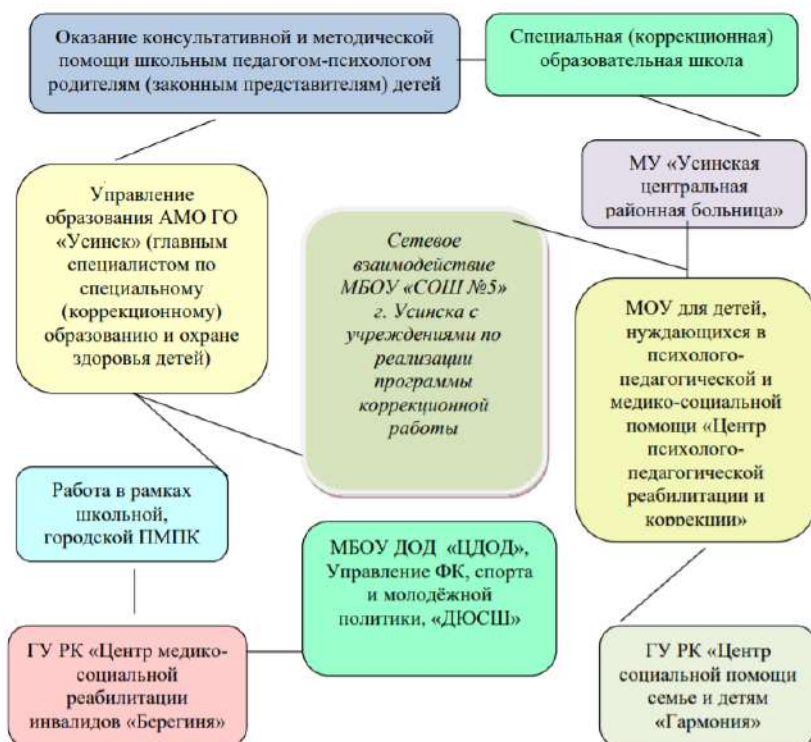 Оказание консультативной и методической
помощи школьным педагогом-психологом
родителям (законным представителям) детей
Специальная (коррекционная)
образовательная школа
МУ «Усинская
центральная
районная больница»
Управление
образования АМО ГО
«Усинск» (главным
специалистом по
специальному
(коррекционному)
образованию и охране
здоровья детей)
Сетевое
взаимодействие
МБОУ «СОШ №5»
г. Усинска с
учреждениями по
реализации
программы
коррекционной
работы
МОУ для детей,
нуждающихся в
психолого-
педагогической и
медико-социальной
помощи «Центр
психолого-
педагогической
реабилитации и
коррекции»
Работа в рамках
школьной,
городской ПМПК
МБОУ ДОД «ЦДОД»,
Управление ФК, спорта
и молодёжной
политики, «ДЮСШ»
ГУ РК «Центр медико-
социальной
реабилитации
инвалидов «Берегиня»
ГУ РК «Центр
социальной помощи
семье и детям
«Гармония»